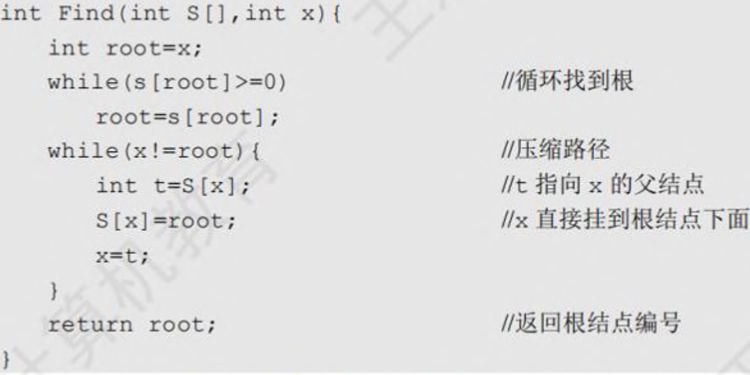 int Find(int S[],int x){
int root=x;
while(s[root]>=0) //循环找到根
root=s[root];
while(x!=root){ //压缩路径
int t=S[x]; //t 指向 x 的父结点
S[x]=root; //x 直接挂到根结点下面
x=t;
}
return root; //返回根结点编号
}